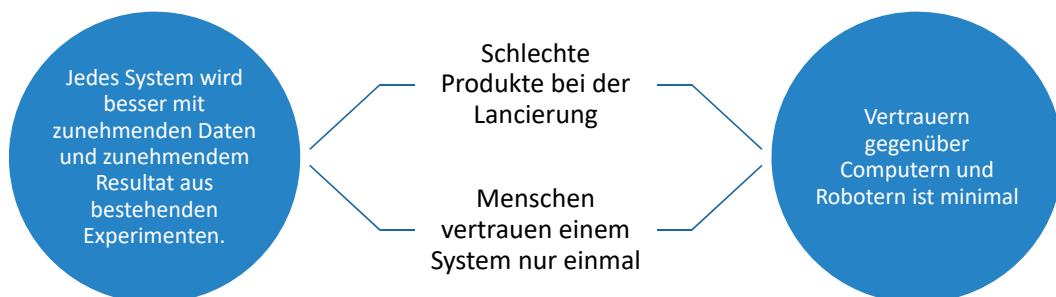 Jedes System wird
besser mit
zunehmenden Daten
und zunehmendem
Resultat aus
bestehenden
Experimenten.
Schlechte
Produkte bei der
Lancierung
Menschen
vertrauen einem
System nur einmal
Vertrauern
gegenüber
Computern und
Robotern ist minimal